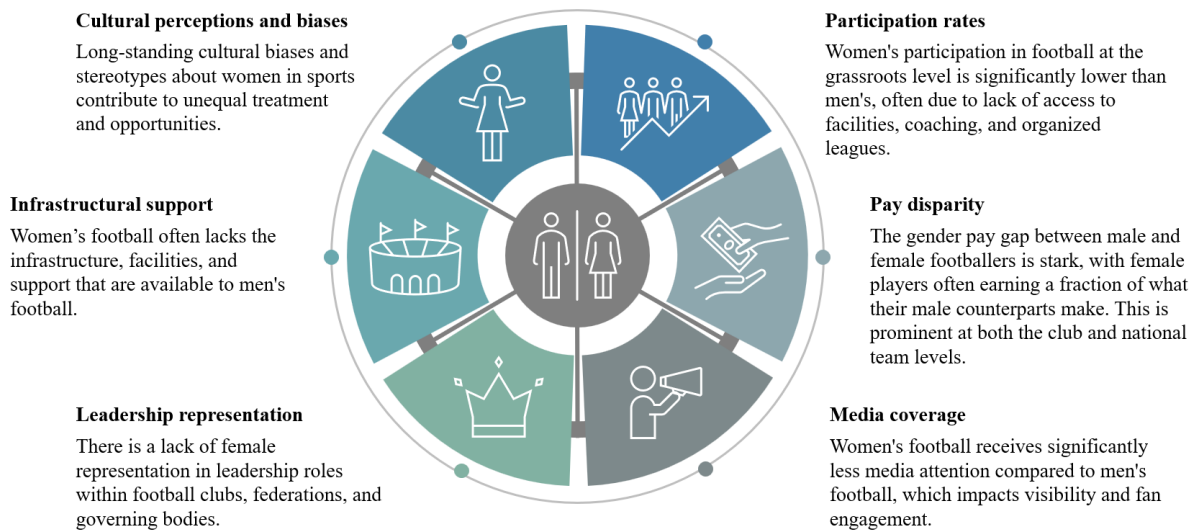 Cultural perceptions and biases
Long-standing cultural biases and
stereotypes about women in sports
contribute to unequal treatment
and opportunities.
Participation rates
Women's participation in football at the
grassroots level is significantly lower than
men's, often due to lack of access to
facilities, coaching, and organized
leagues.
Infrastructural support
Women’s football often lacks the
infrastructure, facilities, and
support that are available to men's
football.
Pay disparity
The gender pay gap between male and
female footballers is stark, with female
players often earning a fraction of what
their male counterparts make. This is
prominent at both the club and national
team levels.
Leadership representation
There is a lack of female
representation in leadership roles
within football clubs, federations, and
governing bodies.
Media coverage
Women's football receives significantly
less media attention compared to men's
football, which impacts visibility and fan
engagement.